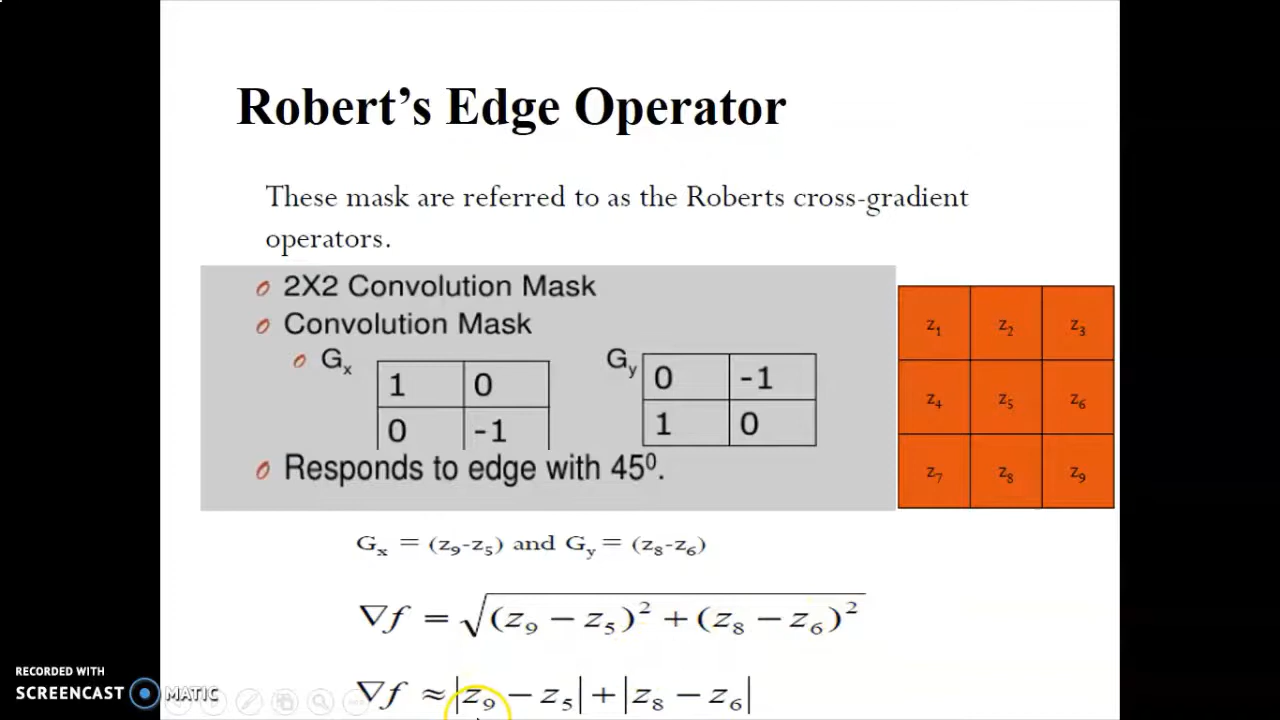 Robert's Edge Operator
These mask are referred to as the Roberts cross-gradient
operators.
2X2 Convolution Mask
Convolution Mask
Gx
1 0
0 -1
Gy
0 -1
1 0
Responds to edge with 45⁰.
z1 z2 z3
z4 z5 z6
z7 z8 z9
Gx = (z9-z5) and Gy = (z8-z6)
∇f = √(z9 − z5)² + (z8 − z6)²
∇f ≈ |z9 − z5| + |z8 − z6|
RECORDED WITH
SCREENCAST MATIC